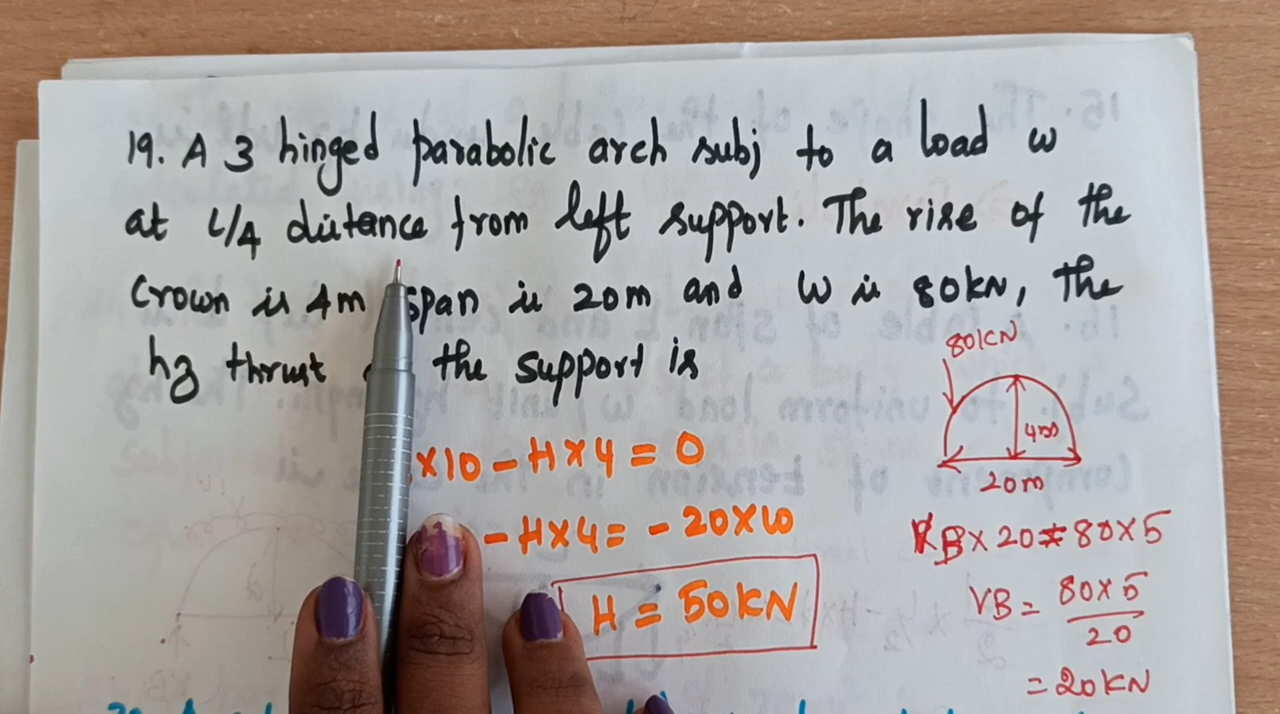 19. A 3 hinged parabolic arch subj to a load w
at L/4 distance from left support. The rise of the
Crown is 4m span is 20m and W is 80kN, The
hz thrust the support is
80kN
4m
20m
×10 - H×4 = 0
- H×4 = - 20×10
H = 50kN
VB × 20 = 80×5
VB = 80×5
20
= 20kN